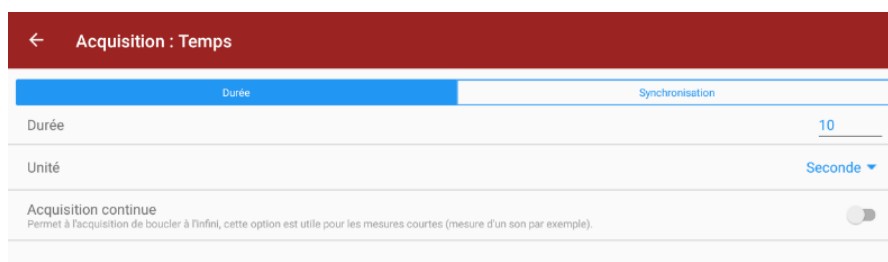 Acquisition : Temps
Durée Synchronisation
Durée 10
Unité Seconde
Acquisition continue
Permet à l'acquisition de boucler à l'infini, cette option est utile pour les mesures courtes (mesure d'un son par exemple).